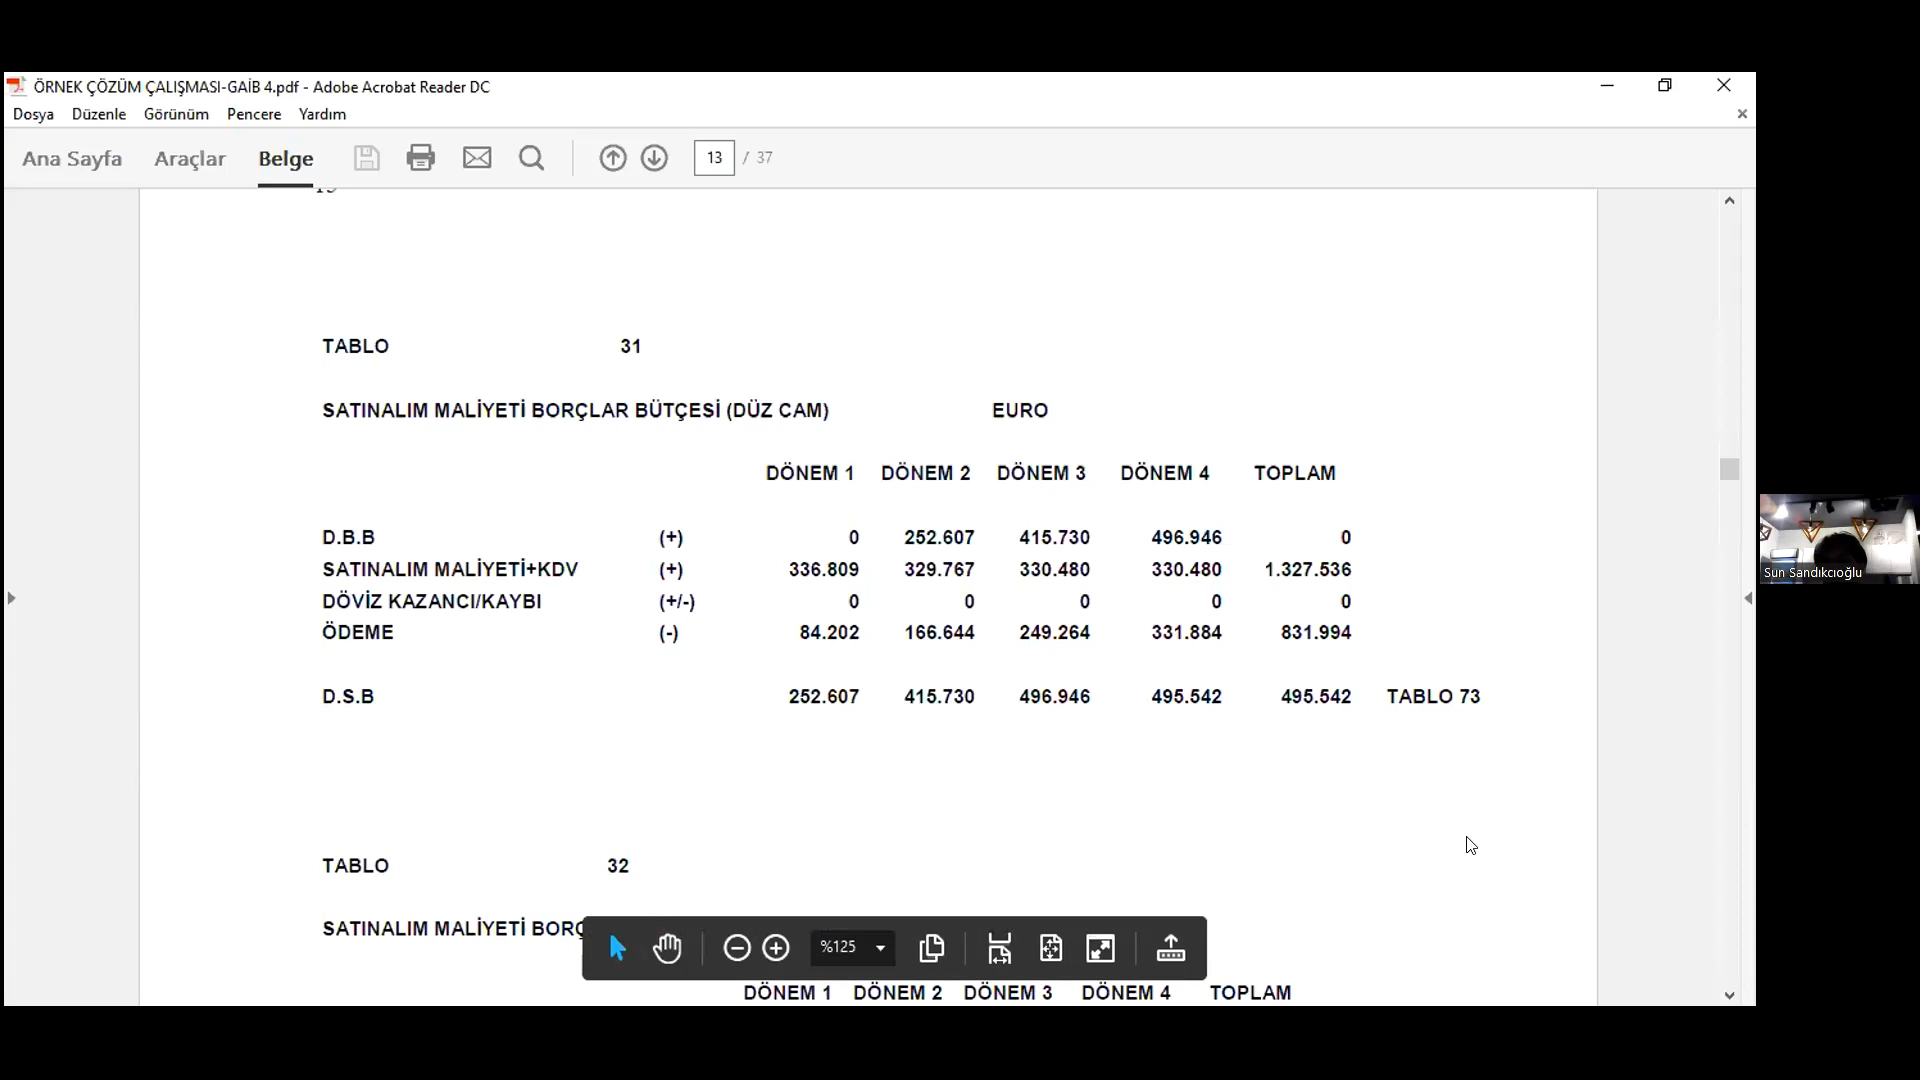 ÖRNEK ÇÖZÜM ÇALIŞMASI-GAİB 4.pdf - Adobe Acrobat Reader DC
Dosya Düzenle Görünüm Pencere Yardım
Ana Sayfa Araçlar Belge 13 / 37
TABLO 31
SATINALIM MALİYETİ BORÇLAR BÜTÇESİ (DÜZ CAM) EURO
DÖNEM 1 DÖNEM 2 DÖNEM 3 DÖNEM 4 TOPLAM
D.B.B (+) 0 252.607 415.730 496.946 0
SATINALIM MALİYETİ+KDV (+) 336.809 329.767 330.480 330.480 1.327.536
DÖVİZ KAZANCI/KAYBI (+/-) 0 0 0 0 0
ÖDEME (-) 84.202 166.644 249.264 331.884 831.994
D.S.B 252.607 415.730 496.946 495.542 495.542 TABLO 73
Sun Sandıkcıoğlu
TABLO 32
SATINALIM MALİYETİ
%125
DÖNEM 1 DÖNEM 2 DÖNEM 3 DÖNEM 4 TOPLAM